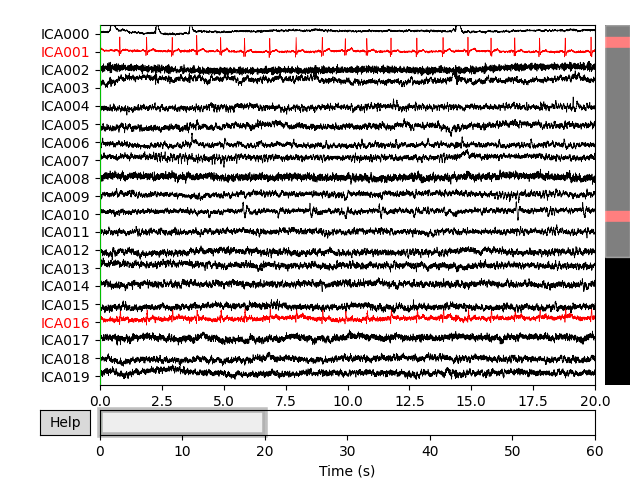 ICA000
ICA001
ICA002
ICA003
ICA004
ICA005
ICA006
ICA007
ICA008
ICA009
ICA010
ICA011
ICA012
ICA013
ICA014
ICA015
ICA016
ICA017
ICA018
ICA019
0.0 2.5 5.0 7.5 10.0 12.5 15.0 17.5 20.0
Help
0 10 20 30 40 50 60
Time (s)